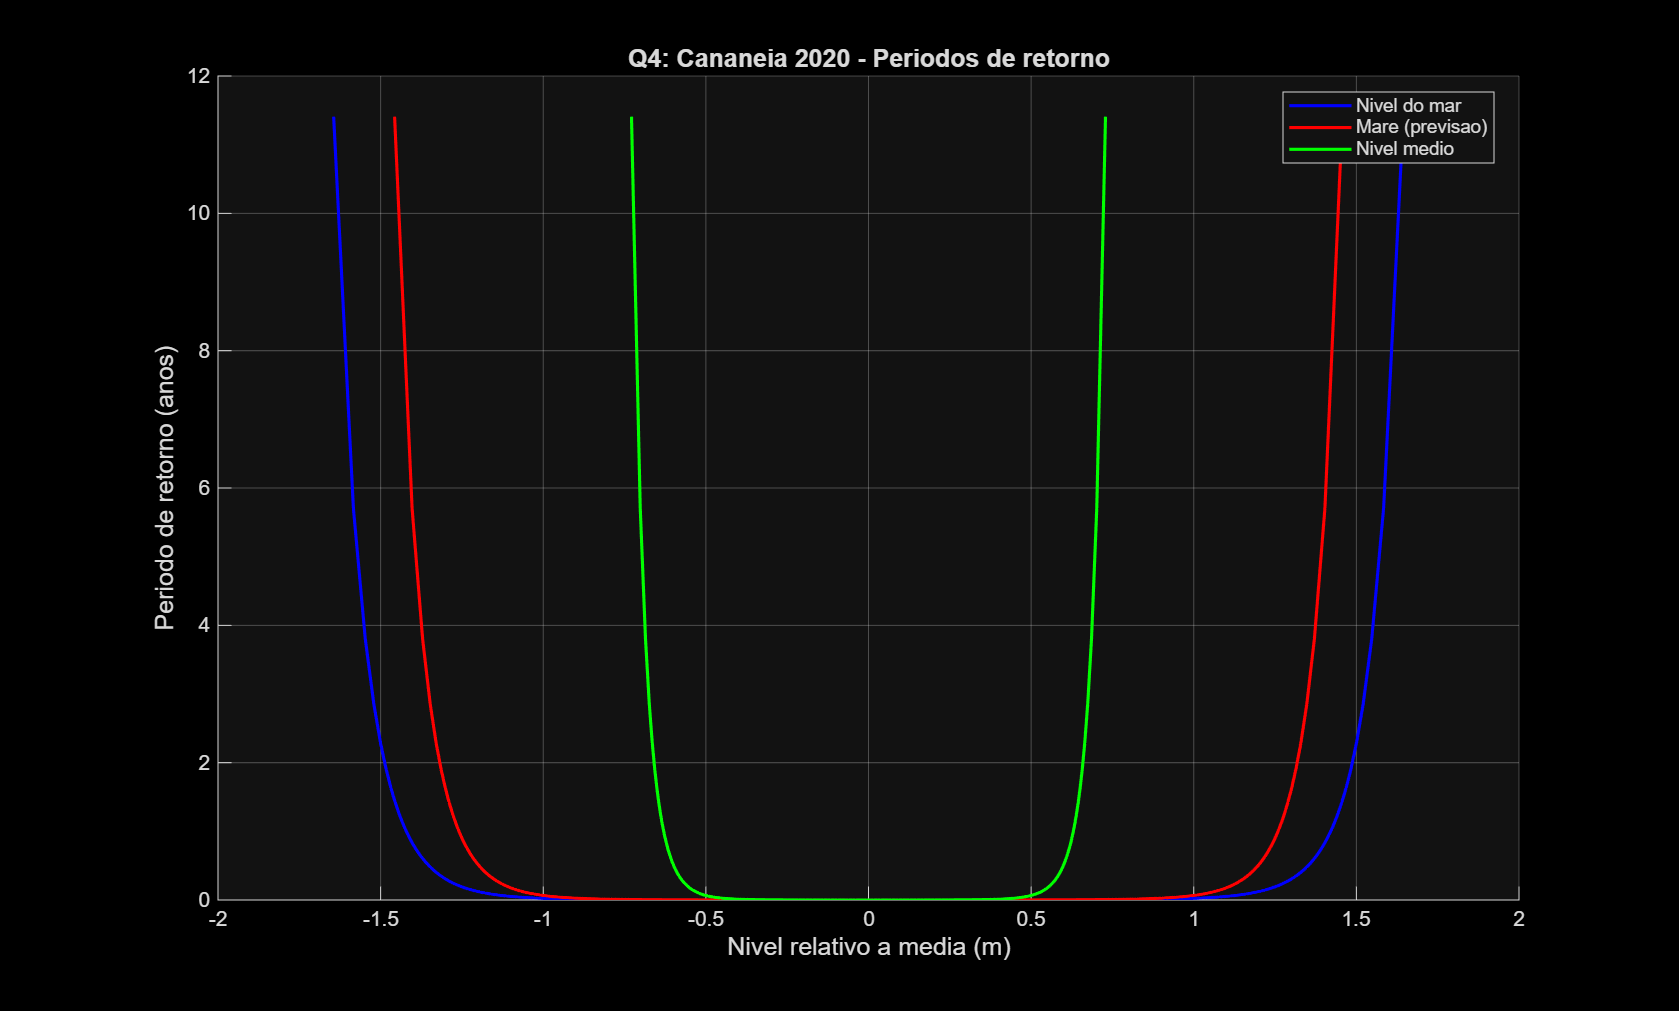 Q4: Cananeia 2020 - Periodos de retorno
Nivel do mar
Mare (previsao)
Nivel medio
12
10
8
6
4
2
0
Periodo de retorno (anos)
-2 -1.5 -1 -0.5 0 0.5 1 1.5 2
Nivel relativo a media (m)